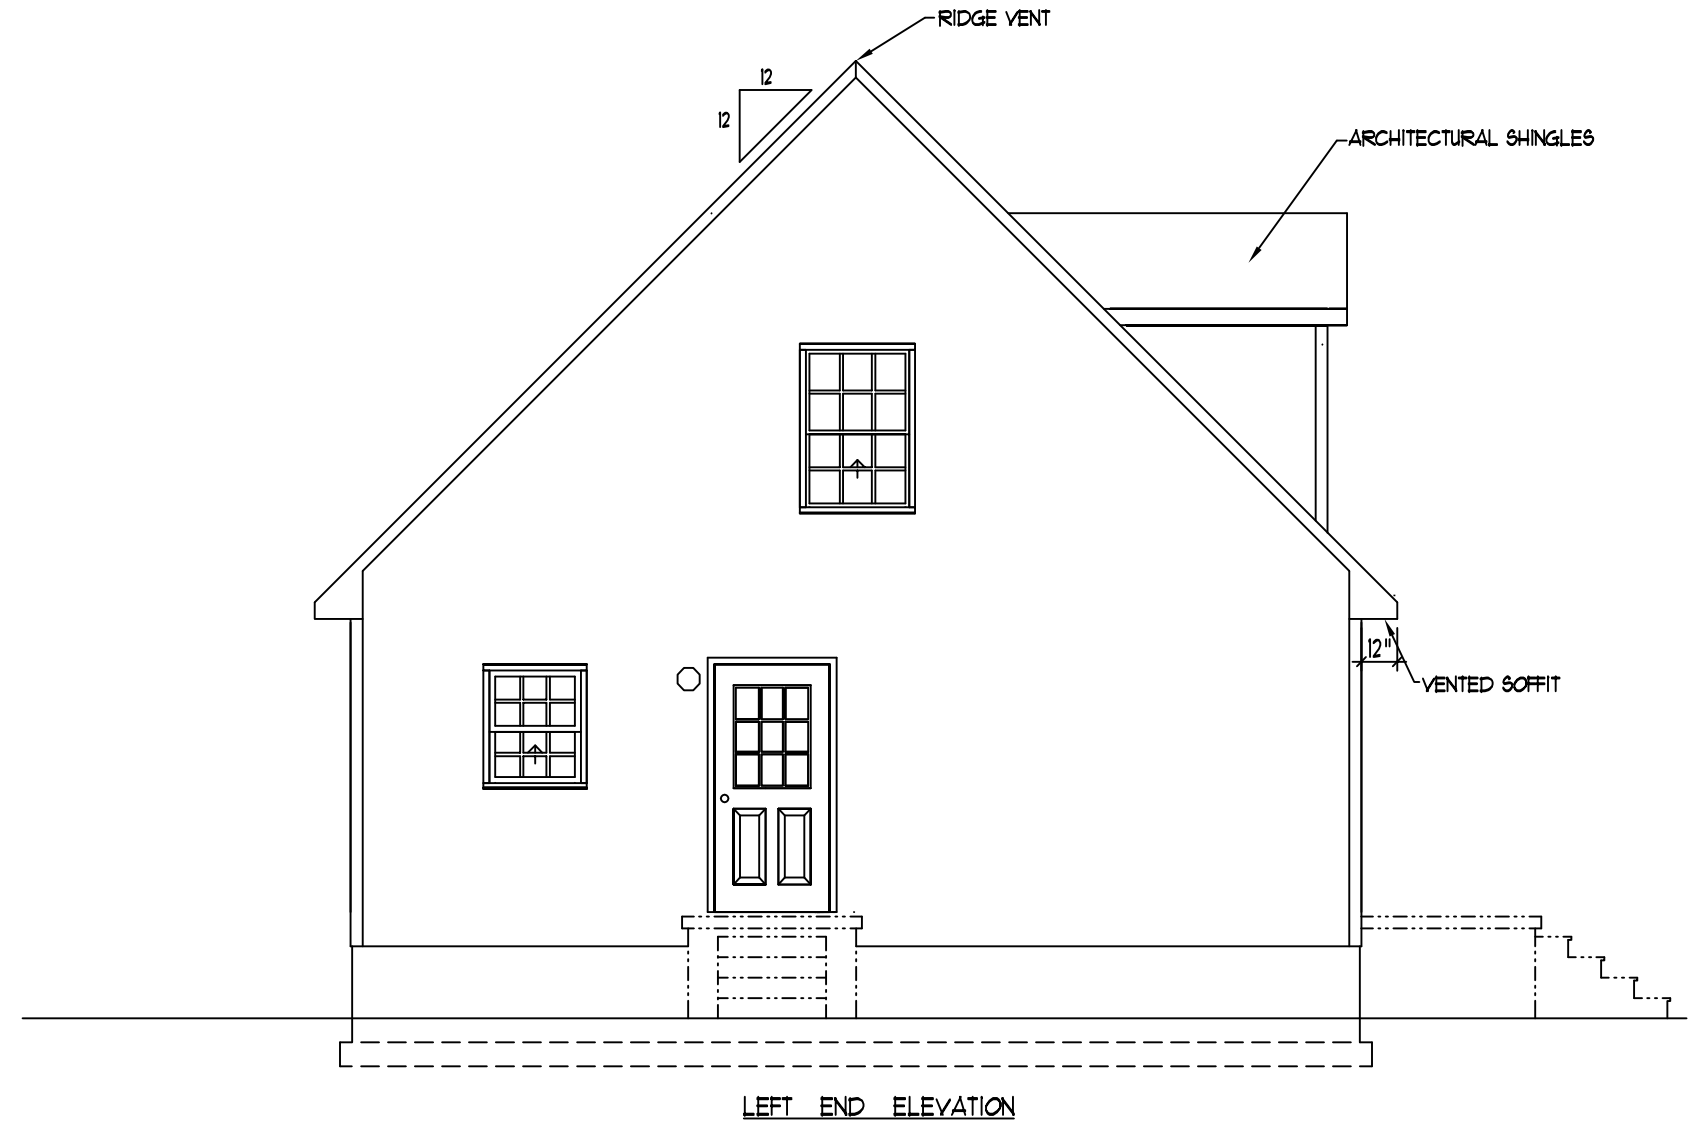 RIDGE VENT
12
12
ARCHITECTURAL SHINGLES
12"
VENTED SOFFIT
LEFT END ELEVATION